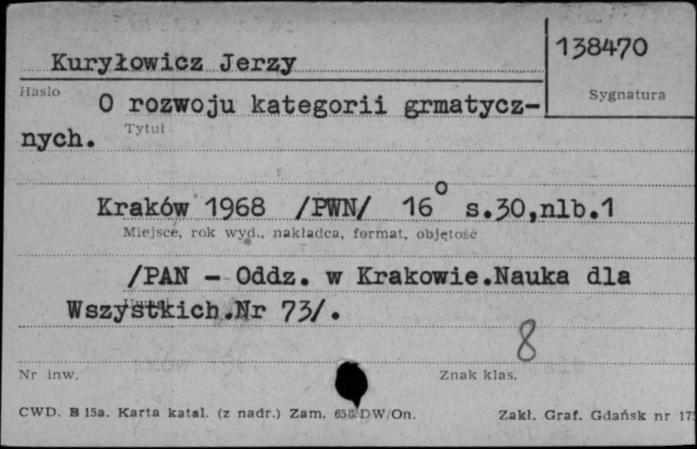 Kuryłowicz Jerzy
138470
Hasło
Sygnatura
O rozwoju kategorii grmatycz-
Tytuł
nych.
Kraków 1968 /PWN/ 16° s.30,nlb.1
Miejsce, rok wyd., nakładca, format, objętość
/PAN - Oddz. w Krakowie.Nauka dla
Wszystkich.Nr 73/.
8
Nr inw.
Znak klas.
CWD. B 15a. Karta katal. (z nadr.) Zam. DW/On.
Zakł. Graf. Gdańsk nr